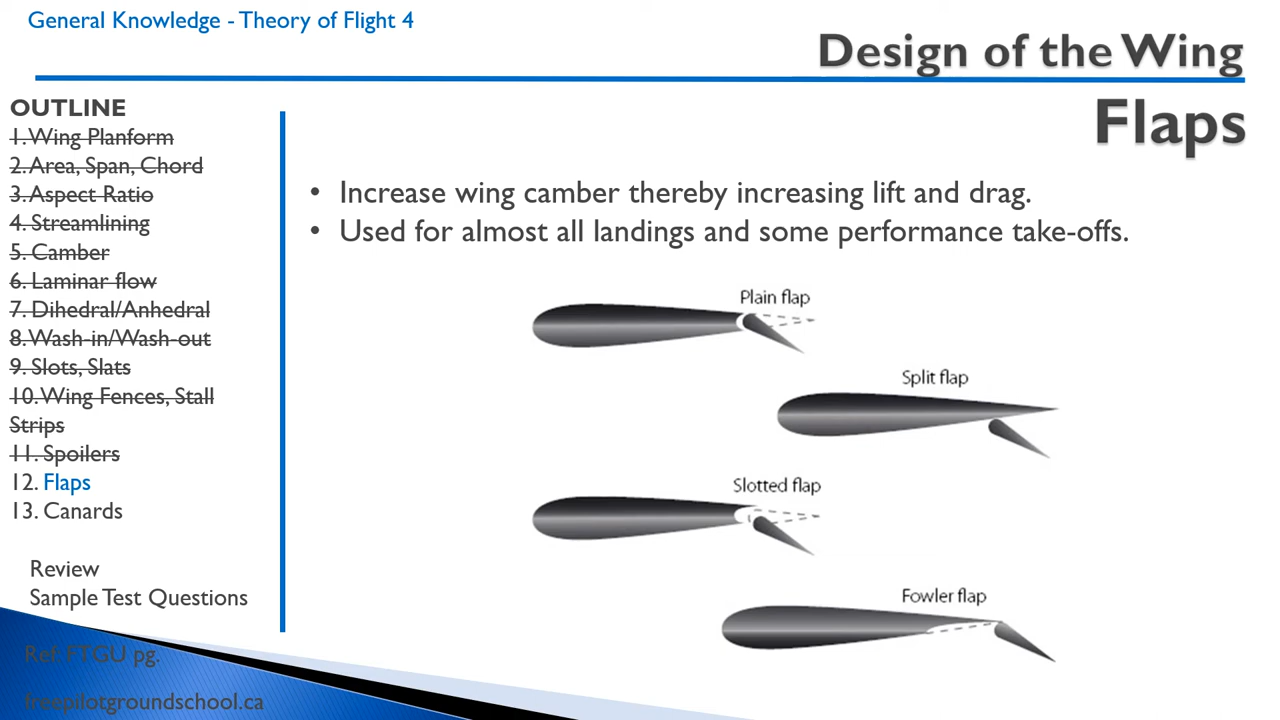 General Knowledge - Theory of Flight 4
Design of the Wing
Flaps
OUTLINE
1. Wing Planform
2. Area, Span, Chord
3. Aspect Ratio
4. Streamlining
5. Camber
6. Laminar flow
7. Dihedral/Anhedral
8. Wash-in/Wash-out
9. Slots, Slats
10. Wing Fences, Stall
Strips
11. Spoilers
12. Flaps
13. Canards
Review
Sample Test Questions
Ref: FTGU pg.
freepilotgroundschool.ca
• Increase wing camber thereby increasing lift and drag.
• Used for almost all landings and some performance take-offs.
Plain flap
Split flap
Slotted flap
Fowler flap